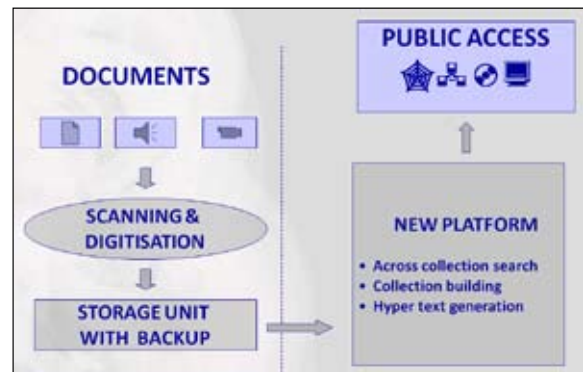 DOCUMENTS
SCANNING &
DIGITISATION
STORAGE UNIT
WITH BACKUP
PUBLIC ACCESS
NEW PLATFORM
• Across collection search
• Collection building
• Hyper text generation